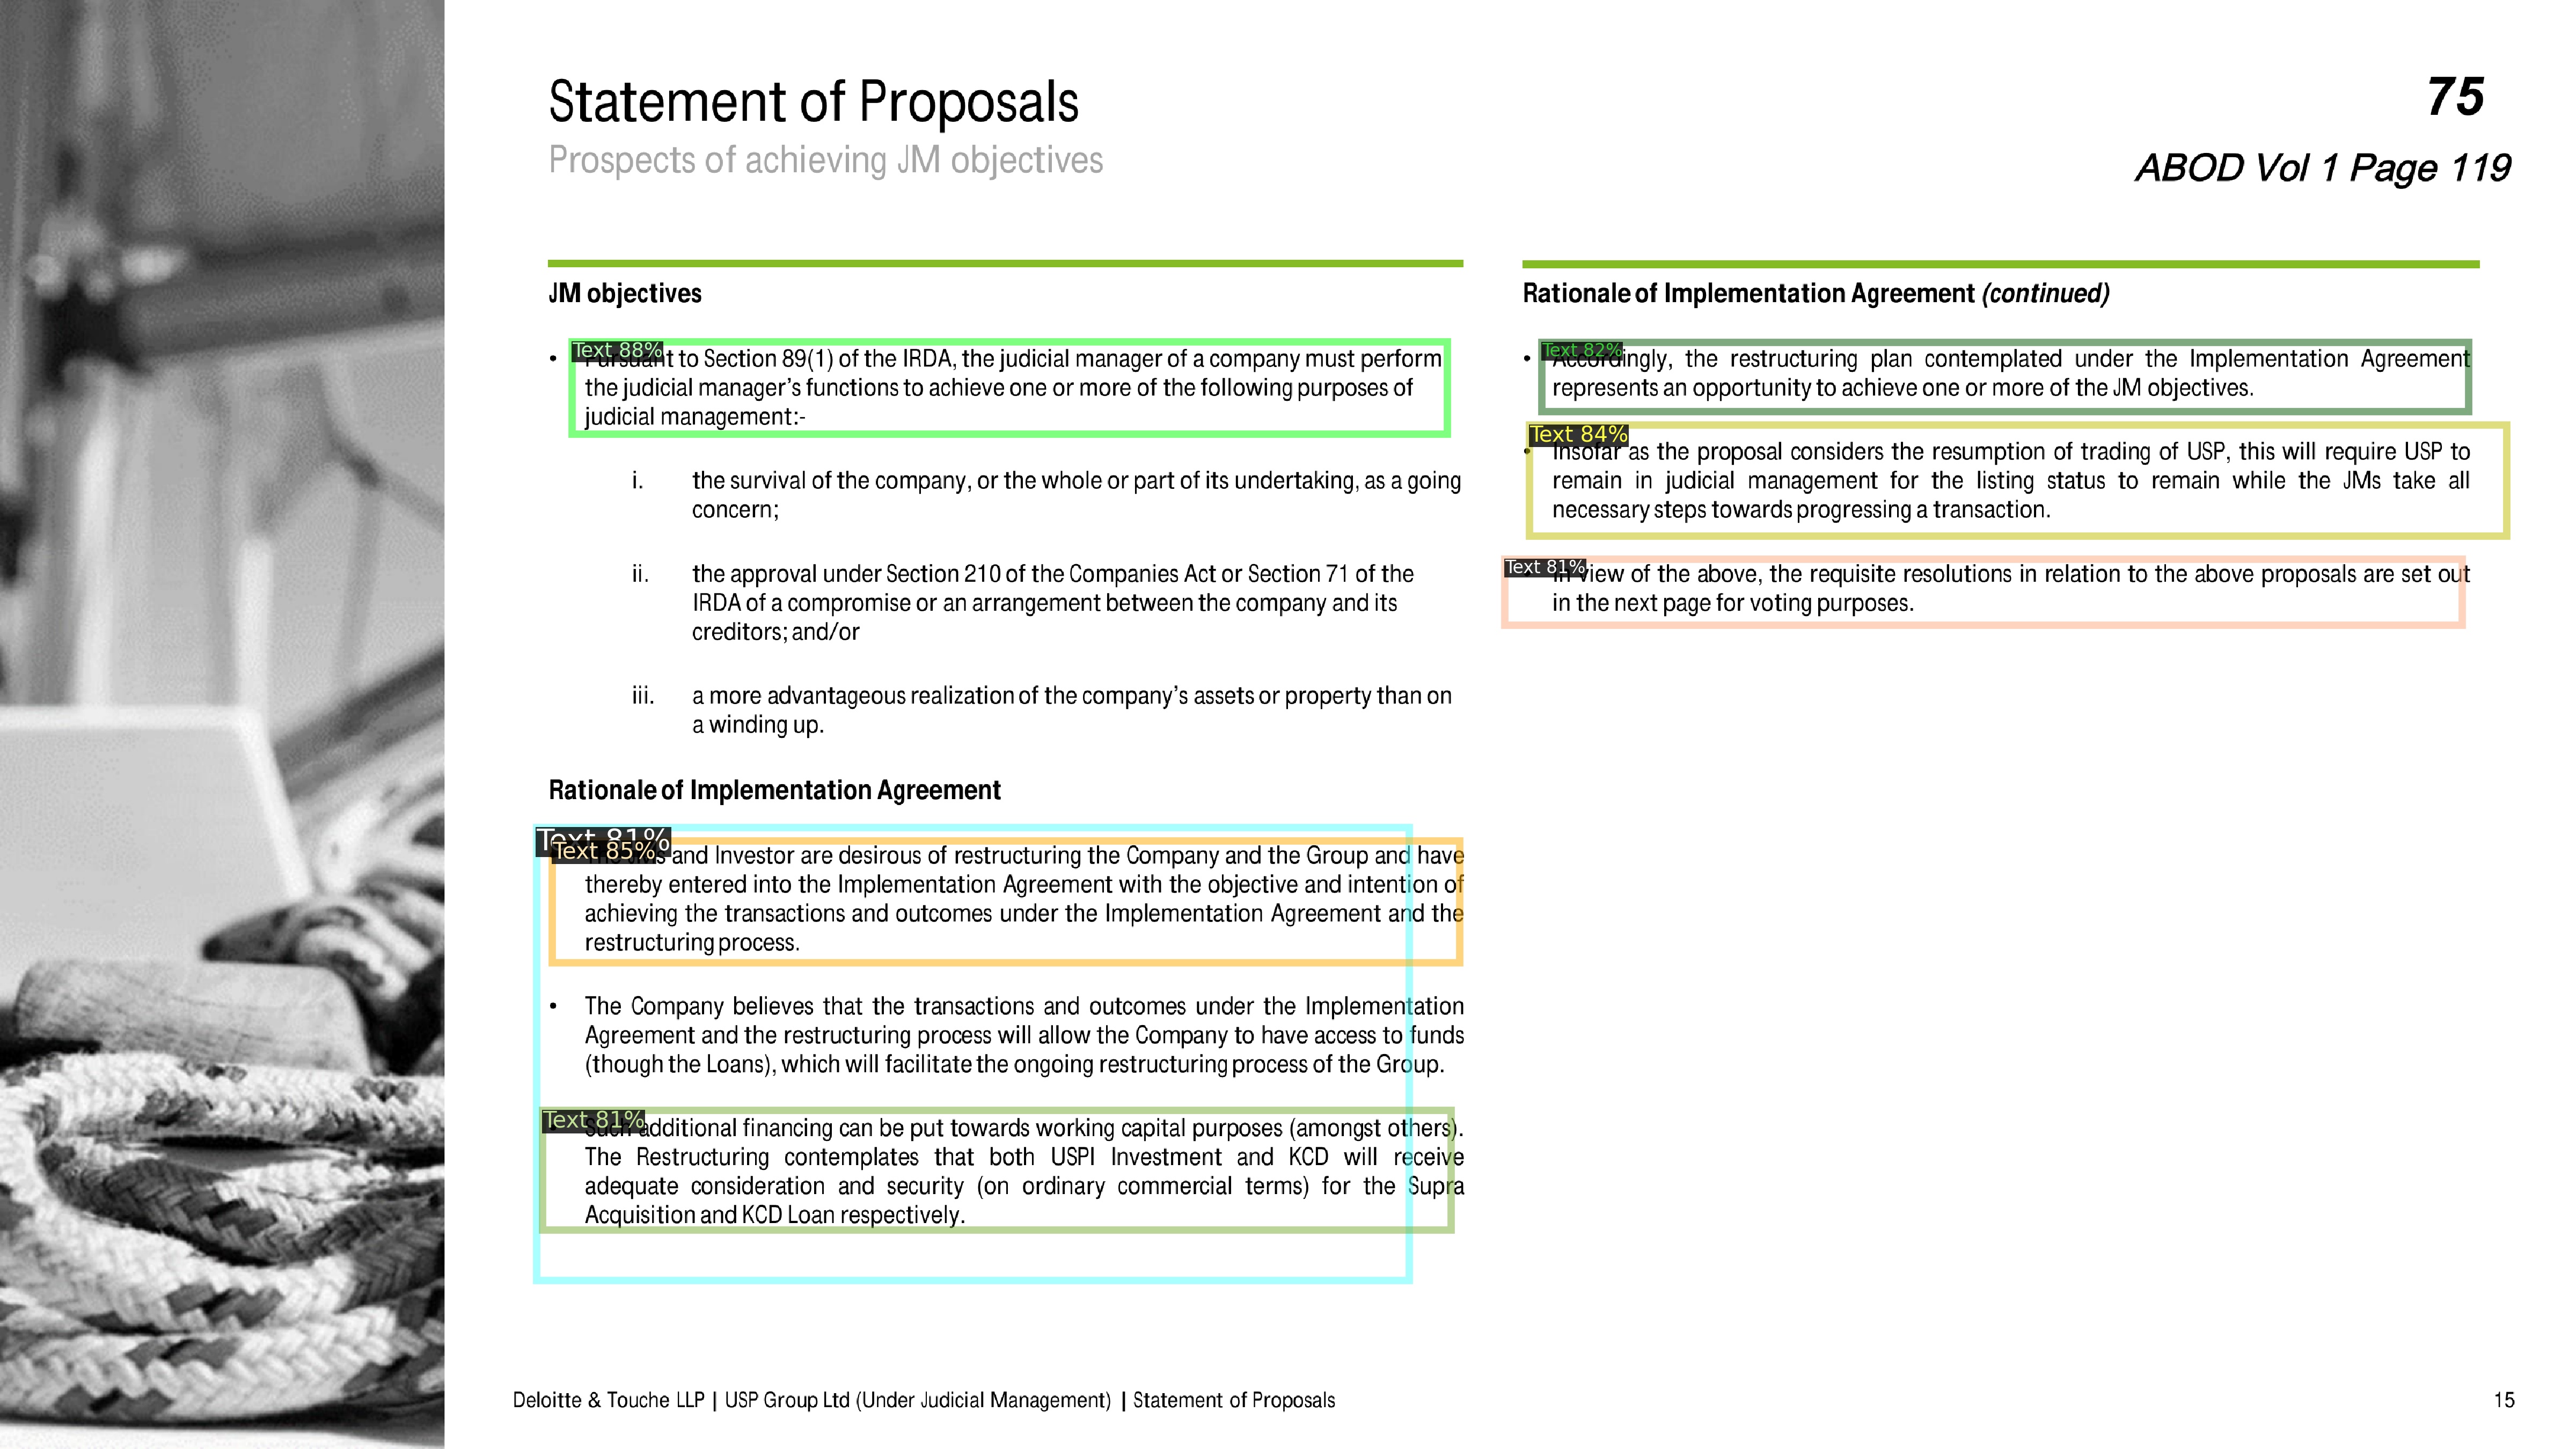 Statement of Proposals
Prospects of achieving JM objectives
75
ABOD Vol 1 Page 119
JM objectives
Text 88%
• Pursuant to Section 89(1) of the IRDA, the judicial manager of a company must perform
the judicial manager’s functions to achieve one or more of the following purposes of
judicial management:-
i. the survival of the company, or the whole or part of its undertaking, as a going
concern;
ii. the approval under Section 210 of the Companies Act or Section 71 of the
IRDA of a compromise or an arrangement between the company and its
creditors; and/or
iii. a more advantageous realization of the company’s assets or property than on
a winding up.
Rationale of Implementation Agreement
Text 81%
Text 85%
and Investor are desirous of restructuring the Company and the Group and have
thereby entered into the Implementation Agreement with the objective and intention of
achieving the transactions and outcomes under the Implementation Agreement and the
restructuring process.
• The Company believes that the transactions and outcomes under the Implementation
Agreement and the restructuring process will allow the Company to have access to funds
(though the Loans), which will facilitate the ongoing restructuring process of the Group.
Text 81%
Such additional financing can be put towards working capital purposes (amongst others).
The Restructuring contemplates that both USPI Investment and KCD will receive
adequate consideration and security (on ordinary commercial terms) for the Supra
Acquisition and KCD Loan respectively.
Rationale of Implementation Agreement (continued)
Text 82%
• Accordingly, the restructuring plan contemplated under the Implementation Agreement
represents an opportunity to achieve one or more of the JM objectives.
Text 84%
• Insofar as the proposal considers the resumption of trading of USP, this will require USP to
remain in judicial management for the listing status to remain while the JMs take all
necessary steps towards progressing a transaction.
Text 81%
In view of the above, the requisite resolutions in relation to the above proposals are set out
in the next page for voting purposes.
Deloitte & Touche LLP | USP Group Ltd (Under Judicial Management) | Statement of Proposals
15